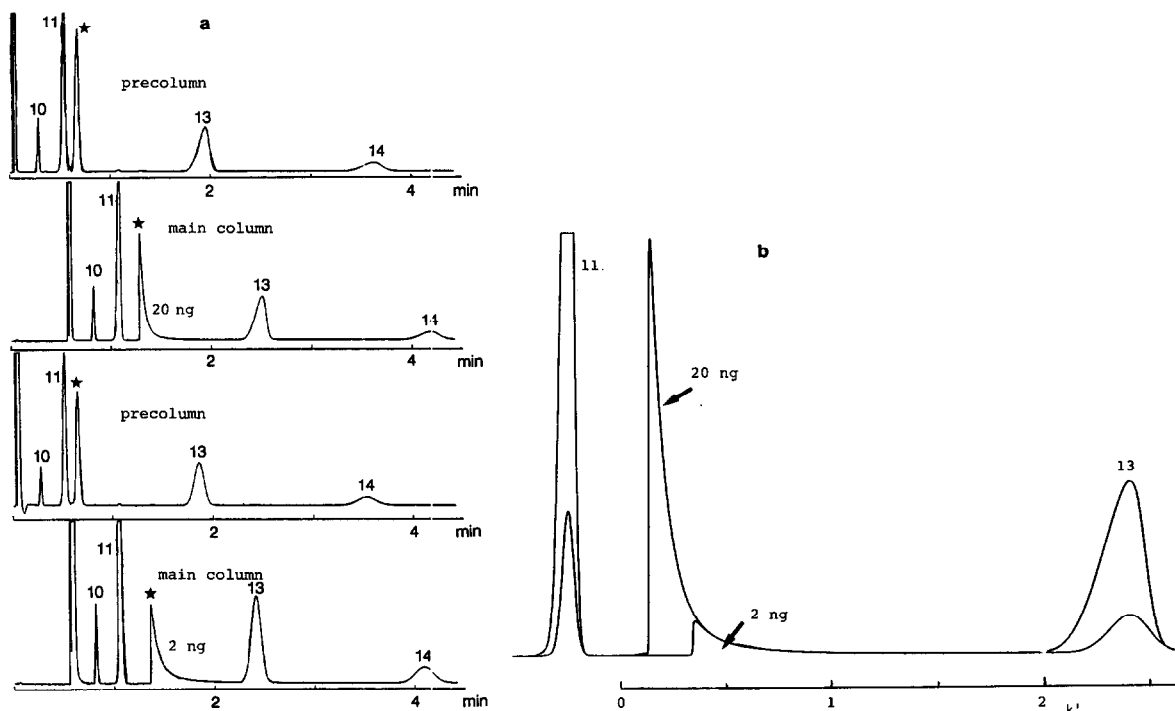 a
11 ★
precolumn
10
13
14
2 4 min
11
★
main column
10
13
20 ng
14
2 4 min
11
★
precolumn
10
13
14
2 4 min
11
main column
10
★
13
2 ng
14
2 4 min
b
11.
20 ng
13
2 ng
0 1 2
k'